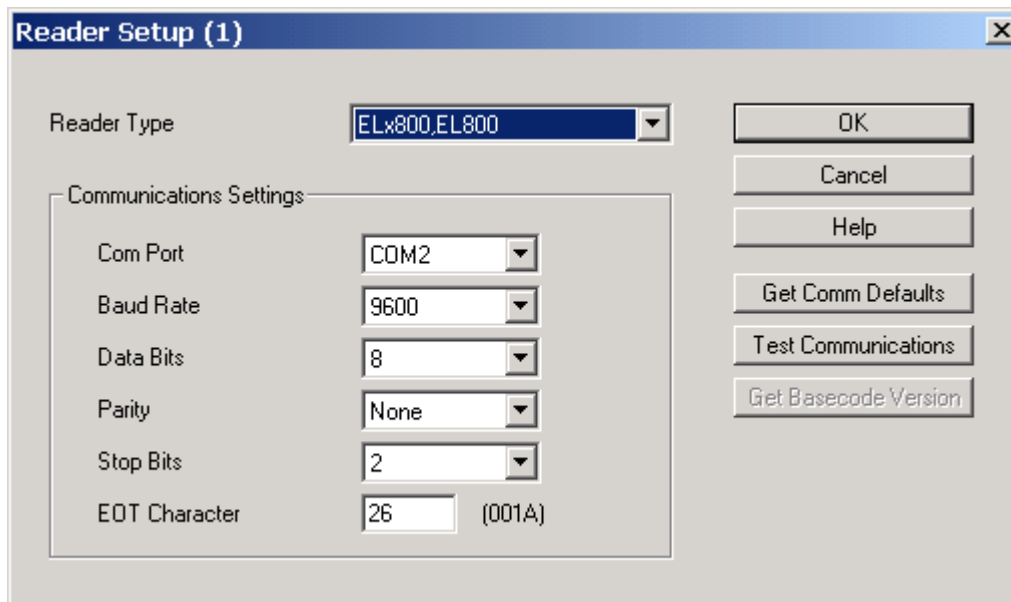 Reader Setup (1)
Reader Type
ELx800,EL800
OK
Cancel
Help
Communications Settings
Com Port
COM2
Baud Rate
9600
Data Bits
8
Parity
None
Stop Bits
2
EOT Character
26
(001A)
Get Comm Defaults
Test Communications
Get Basecode Version